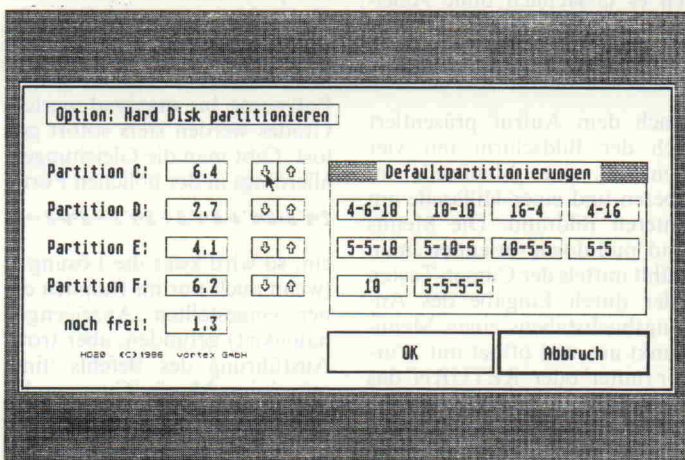 Option: Hard Disk partitionieren
Partition C: 6.4
Partition D: 2.7
Partition E: 4.1
Partition F: 6.2
noch frei: 1.3
HD20 (C)1986 vortex GmbH
Defaultpartitionierungen
4-6-10 10-10 16-4 4-16
5-5-10 5-10-5 10-5-5 5-5
10 5-5-5-5
OK Abbruch